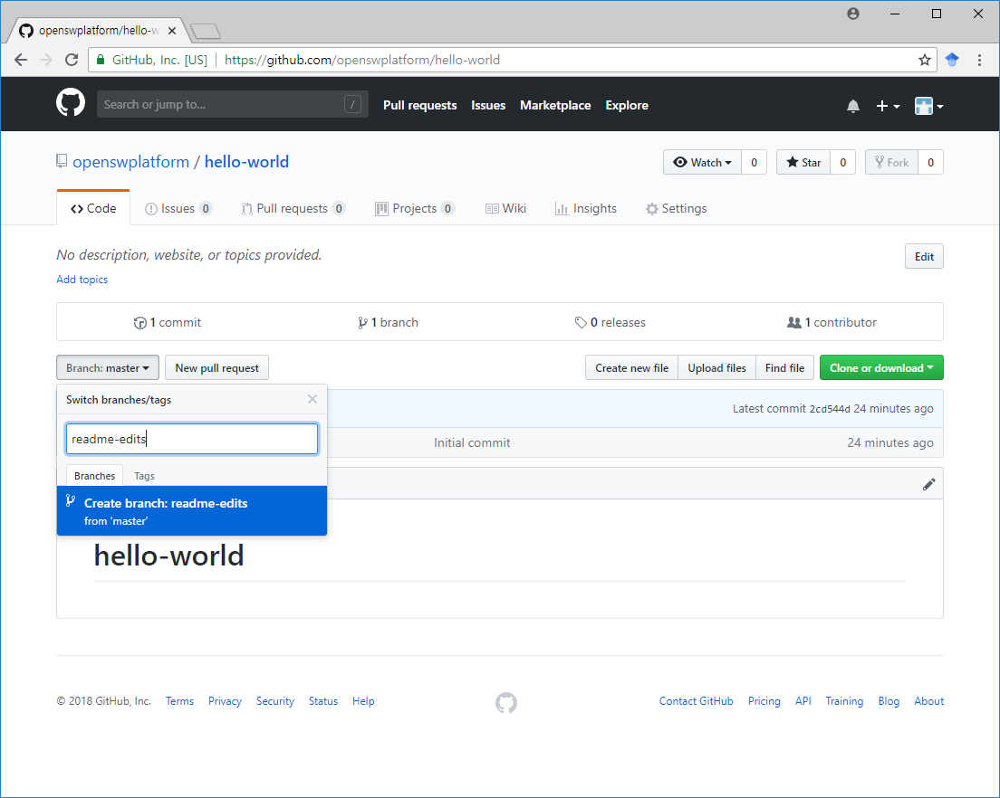 openswplatform/hello-w
GitHub, Inc. [US] | https://github.com/openswplatform/hello-world
Search or jump to... / Pull requests Issues Marketplace Explore
openswplatform / hello-world Watch 0 Star 0 Fork 0
Code Issues 0 Pull requests 0 Projects 0 Wiki Insights Settings
No description, website, or topics provided. Edit
Add topics
1 commit 1 branch 0 releases 1 contributor
Branch: master New pull request Create new file Upload files Find file Clone or download
Switch branches/tags
Latest commit 2cd544d 24 minutes ago
readme-edits
Initial commit 24 minutes ago
Branches Tags
Create branch: readme-edits
from 'master'
hello-world
© 2018 GitHub, Inc. Terms Privacy Security Status Help Contact GitHub Pricing API Training Blog About